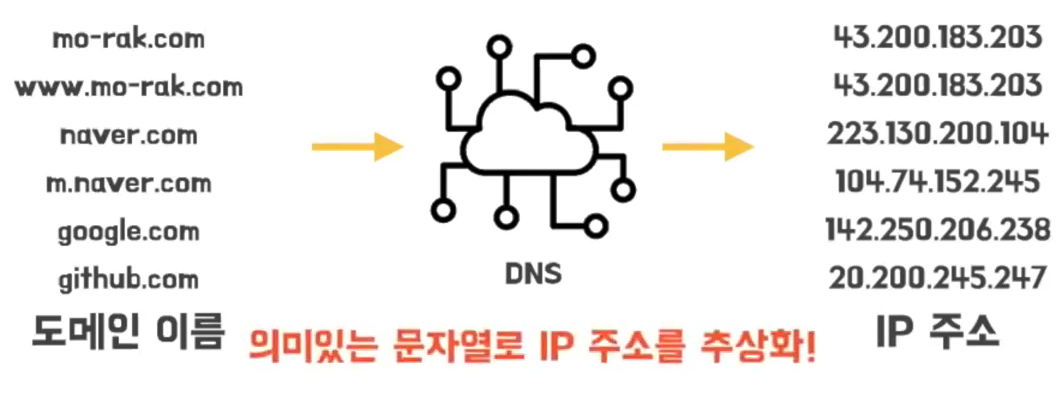 mo-rak.com
www.mo-rak.com
naver.com
m.naver.com
google.com
github.com
도메인 이름
DNS
의미있는 문자열로 IP 주소를 추상화!
43.200.183.203
43.200.183.203
223.130.200.104
104.74.152.245
142.250.206.238
20.200.245.247
IP 주소